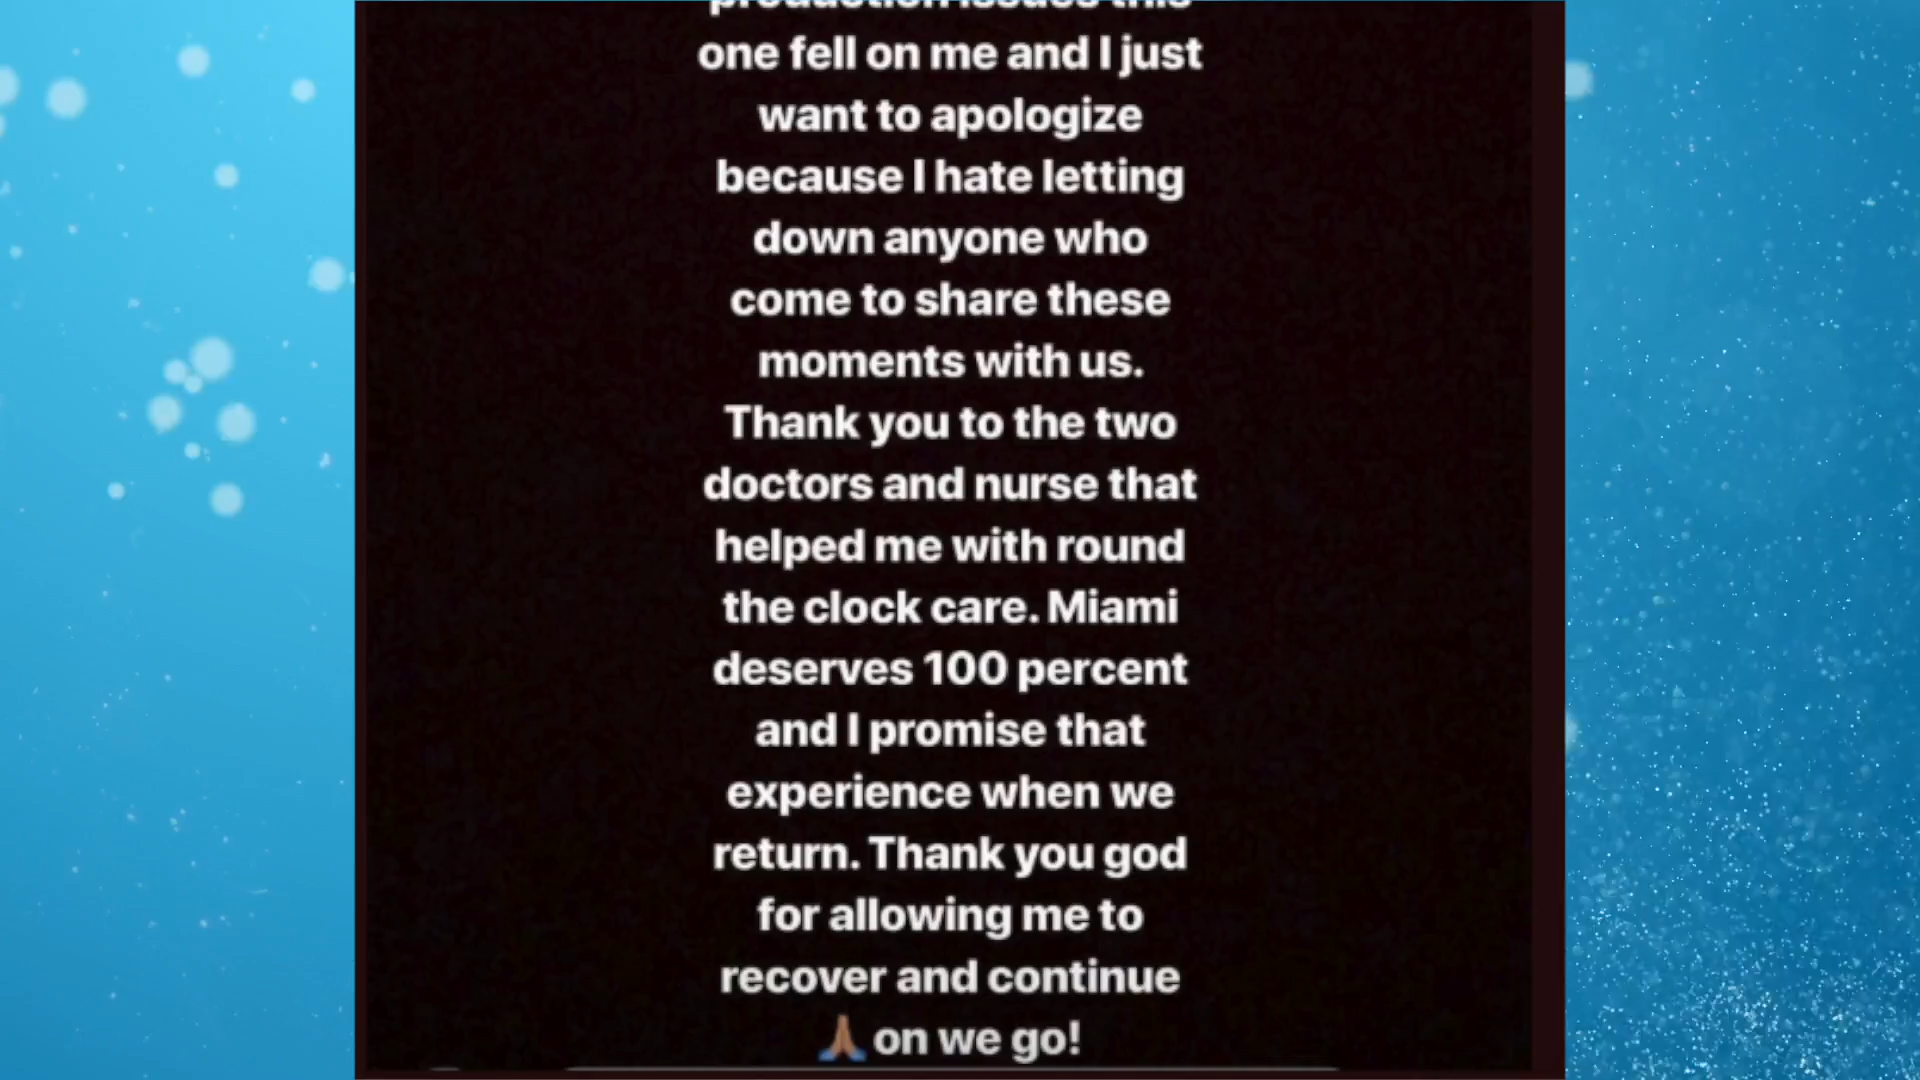 production issues this
one fell on me and I just
want to apologize
because I hate letting
down anyone who
come to share these
moments with us.
Thank you to the two
doctors and nurse that
helped me with round
the clock care. Miami
deserves 100 percent
and I promise that
experience when we
return. Thank you god
for allowing me to
recover and continue
🙏🏽 on we go!